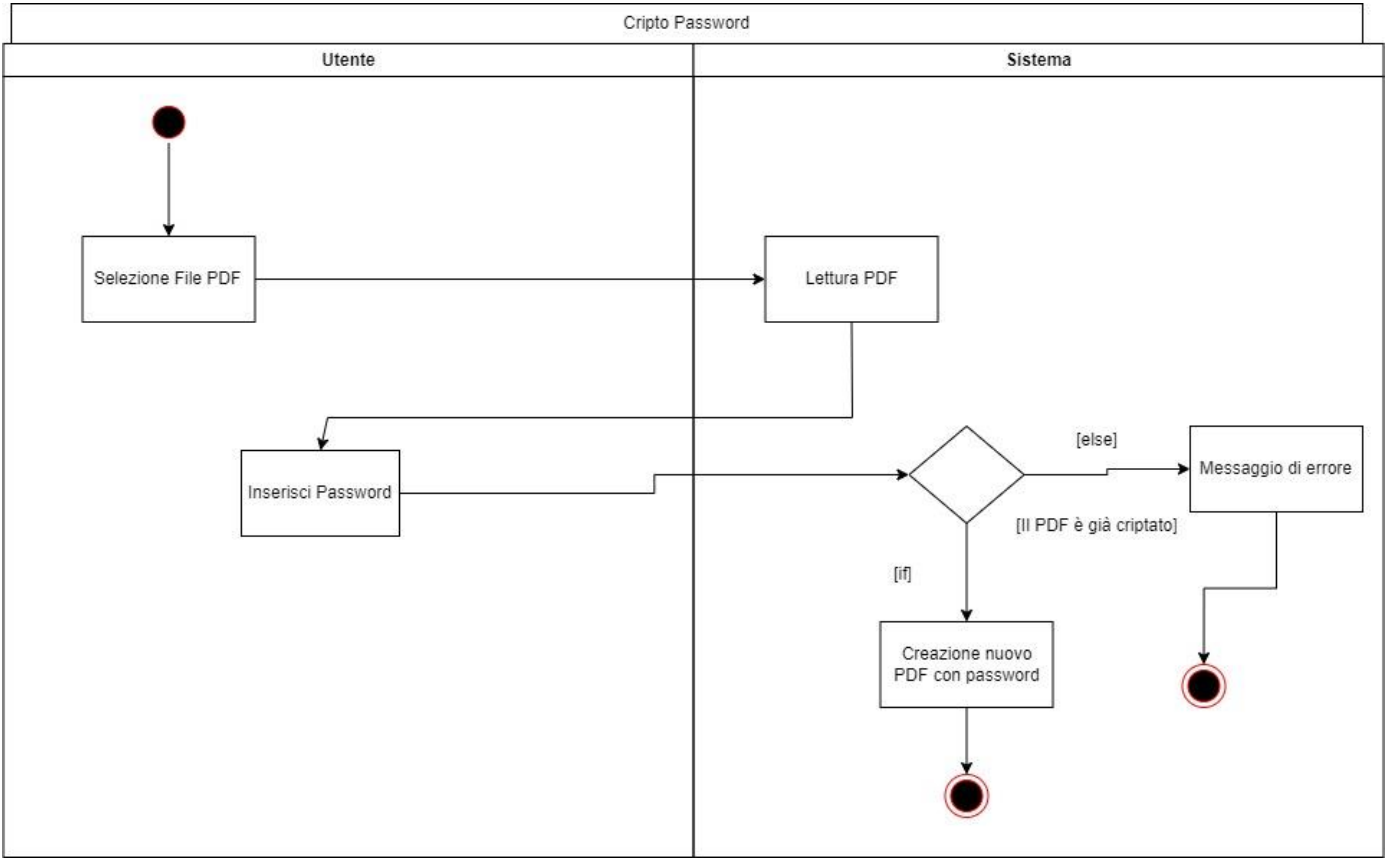 Cripto Password
Utente
Sistema
Selezione File PDF
Lettura PDF
Inserisci Password
[else]
Messaggio di errore
[Il PDF è già criptato]
[if]
Creazione nuovo
PDF con password